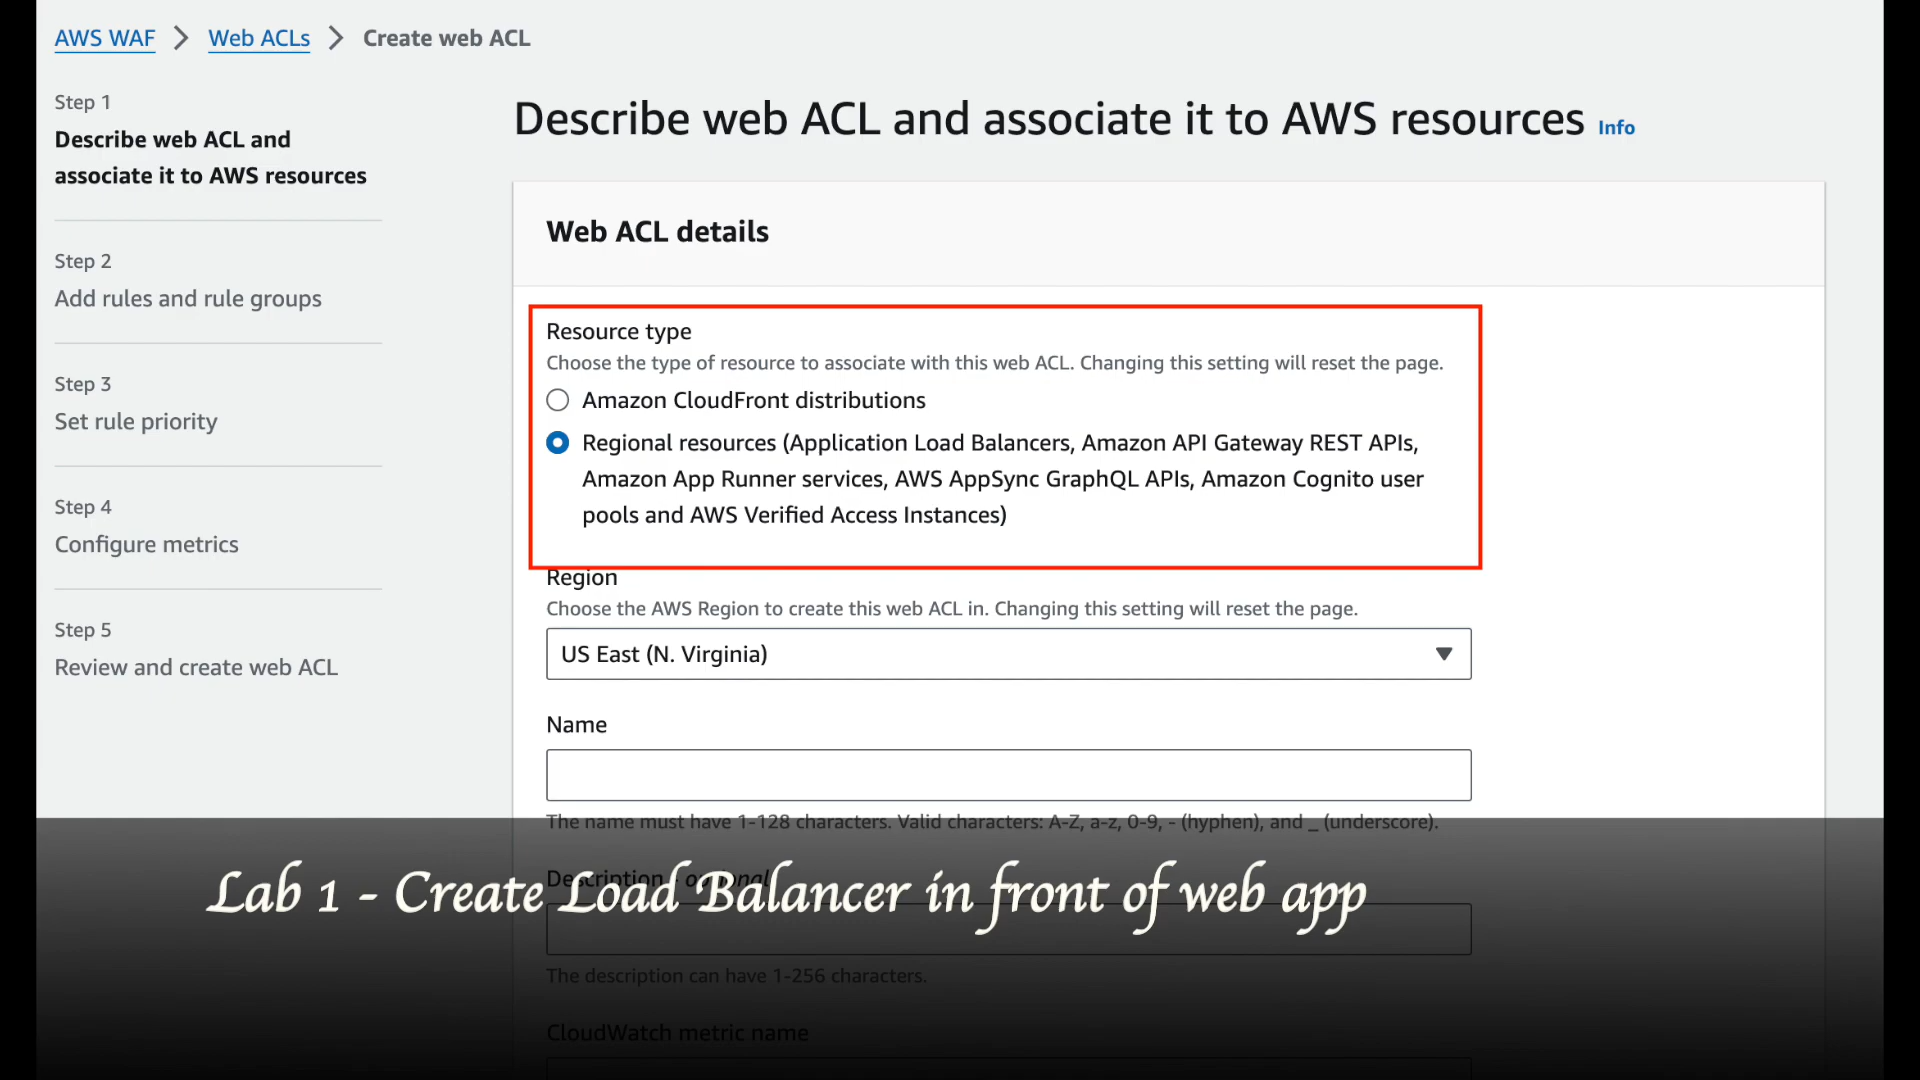 AWS WAF > Web ACLs > Create web ACL
Step 1
Describe web ACL and
associate it to AWS resources
Step 2
Add rules and rule groups
Step 3
Set rule priority
Step 4
Configure metrics
Step 5
Review and create web ACL
Describe web ACL and associate it to AWS resources Info
Web ACL details
Resource type
Choose the type of resource to associate with this web ACL. Changing this setting will reset the page.
Amazon CloudFront distributions
Regional resources (Application Load Balancers, Amazon API Gateway REST APIs,
Amazon App Runner services, AWS AppSync GraphQL APIs, Amazon Cognito user
pools and AWS Verified Access Instances)
Region
Choose the AWS Region to create this web ACL in. Changing this setting will reset the page.
US East (N. Virginia)
Name
The name must have 1-128 characters. Valid characters: A-Z, a-z, 0-9, - (hyphen), and _ (underscore).
Description - optional
Lab 1 - Create Load Balancer in front of web app
The description can have 1-256 characters.
CloudWatch metric name